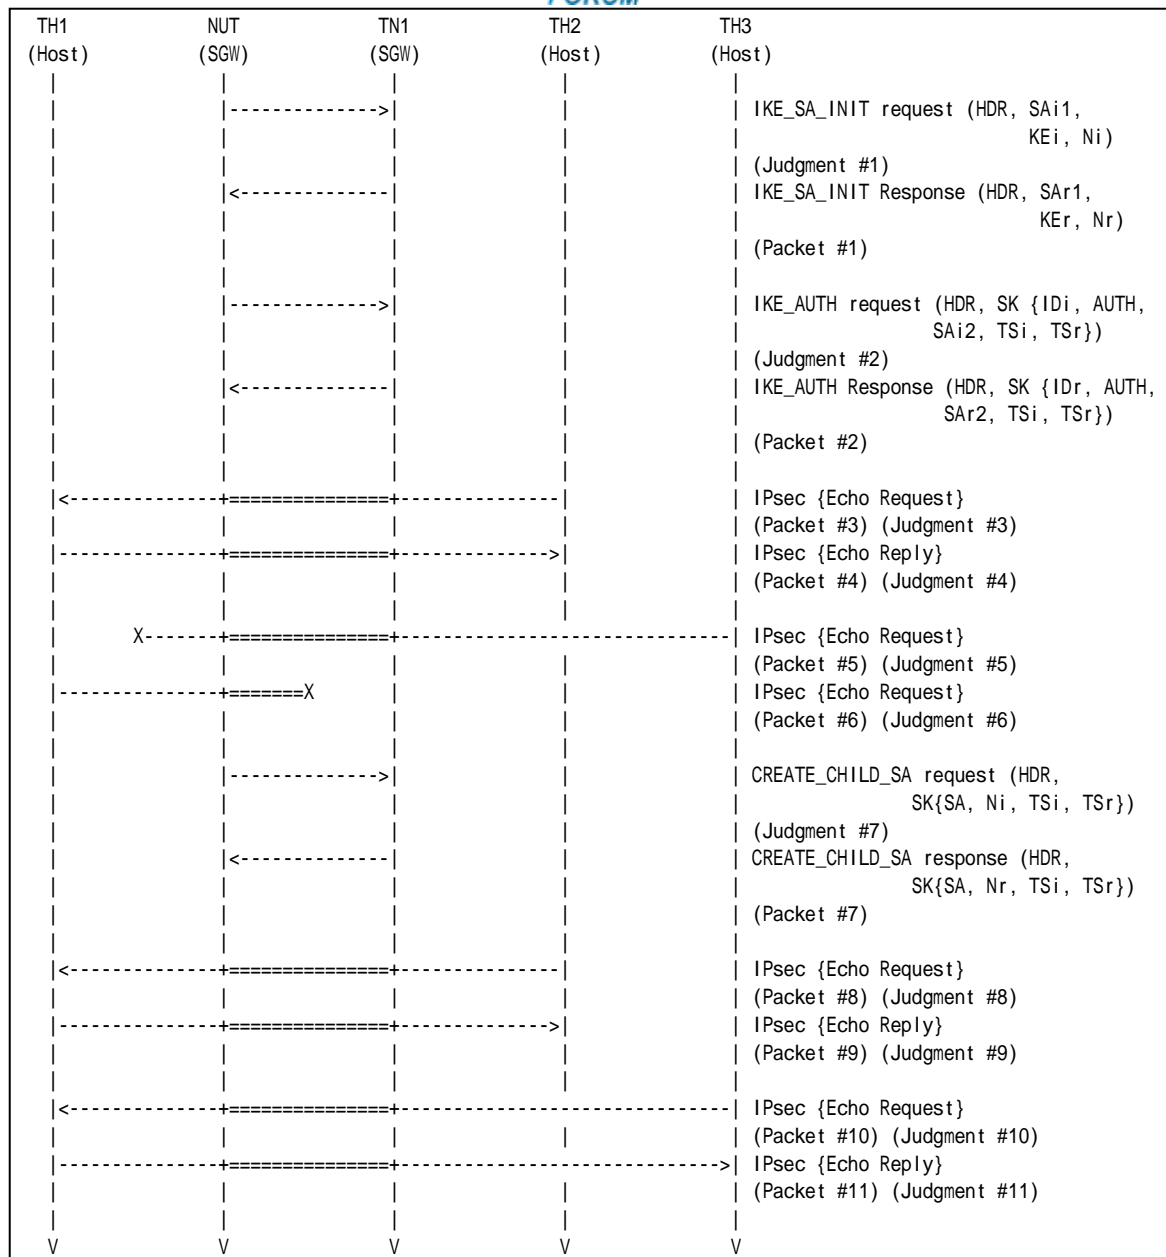 FORUM
TH1 NUT TN1 TH2 TH3
(Host) (SGW) (SGW) (Host) (Host)
| | | | |
| |-------------->| | | IKE_SA_INIT request (HDR, SAi1,
| | | | | KEi, Ni)
| | | | | (Judgment #1)
| |<--------------| | | IKE_SA_INIT Response (HDR, SAr1,
| | | | | KEr, Nr)
| | | | | (Packet #1)
| | | | |
| |-------------->| | | IKE_AUTH request (HDR, SK {IDi, AUTH,
| | | | | SAi2, TSi, TSr})
| | | | | (Judgment #2)
| |<--------------| | | IKE_AUTH Response (HDR, SK {IDr, AUTH,
| | | | | SAr2, TSi, TSr})
| | | | | (Packet #2)
| | | | |
|<--------------+===============+---------------| | IPsec {Echo Request}
| | | | | (Packet #3) (Judgment #3)
|---------------+===============+-------------->| | IPsec {Echo Reply}
| | | | | (Packet #4) (Judgment #4)
| | | | |
| X-------+===============+-------------------------------| IPsec {Echo Request}
| | | | | (Packet #5) (Judgment #5)
|---------------+=======X | | | IPsec {Echo Request}
| | | | | (Packet #6) (Judgment #6)
| | | | |
| |-------------->| | | CREATE_CHILD_SA request (HDR,
| | | | | SK{SA, Ni, TSi, TSr})
| | | | | (Judgment #7)
| |<--------------| | | CREATE_CHILD_SA response (HDR,
| | | | | SK{SA, Nr, TSi, TSr})
| | | | | (Packet #7)
| | | | |
|<--------------+===============+---------------| | IPsec {Echo Request}
| | | | | (Packet #8) (Judgment #8)
|---------------+===============+-------------->| | IPsec {Echo Reply}
| | | | | (Packet #9) (Judgment #9)
| | | | |
|<--------------+===============+-------------------------------| IPsec {Echo Request}
| | | | | (Packet #10) (Judgment #10)
|---------------+===============+------------------------------>| IPsec {Echo Reply}
| | | | | (Packet #11) (Judgment #11)
| | | | |
V V V V V